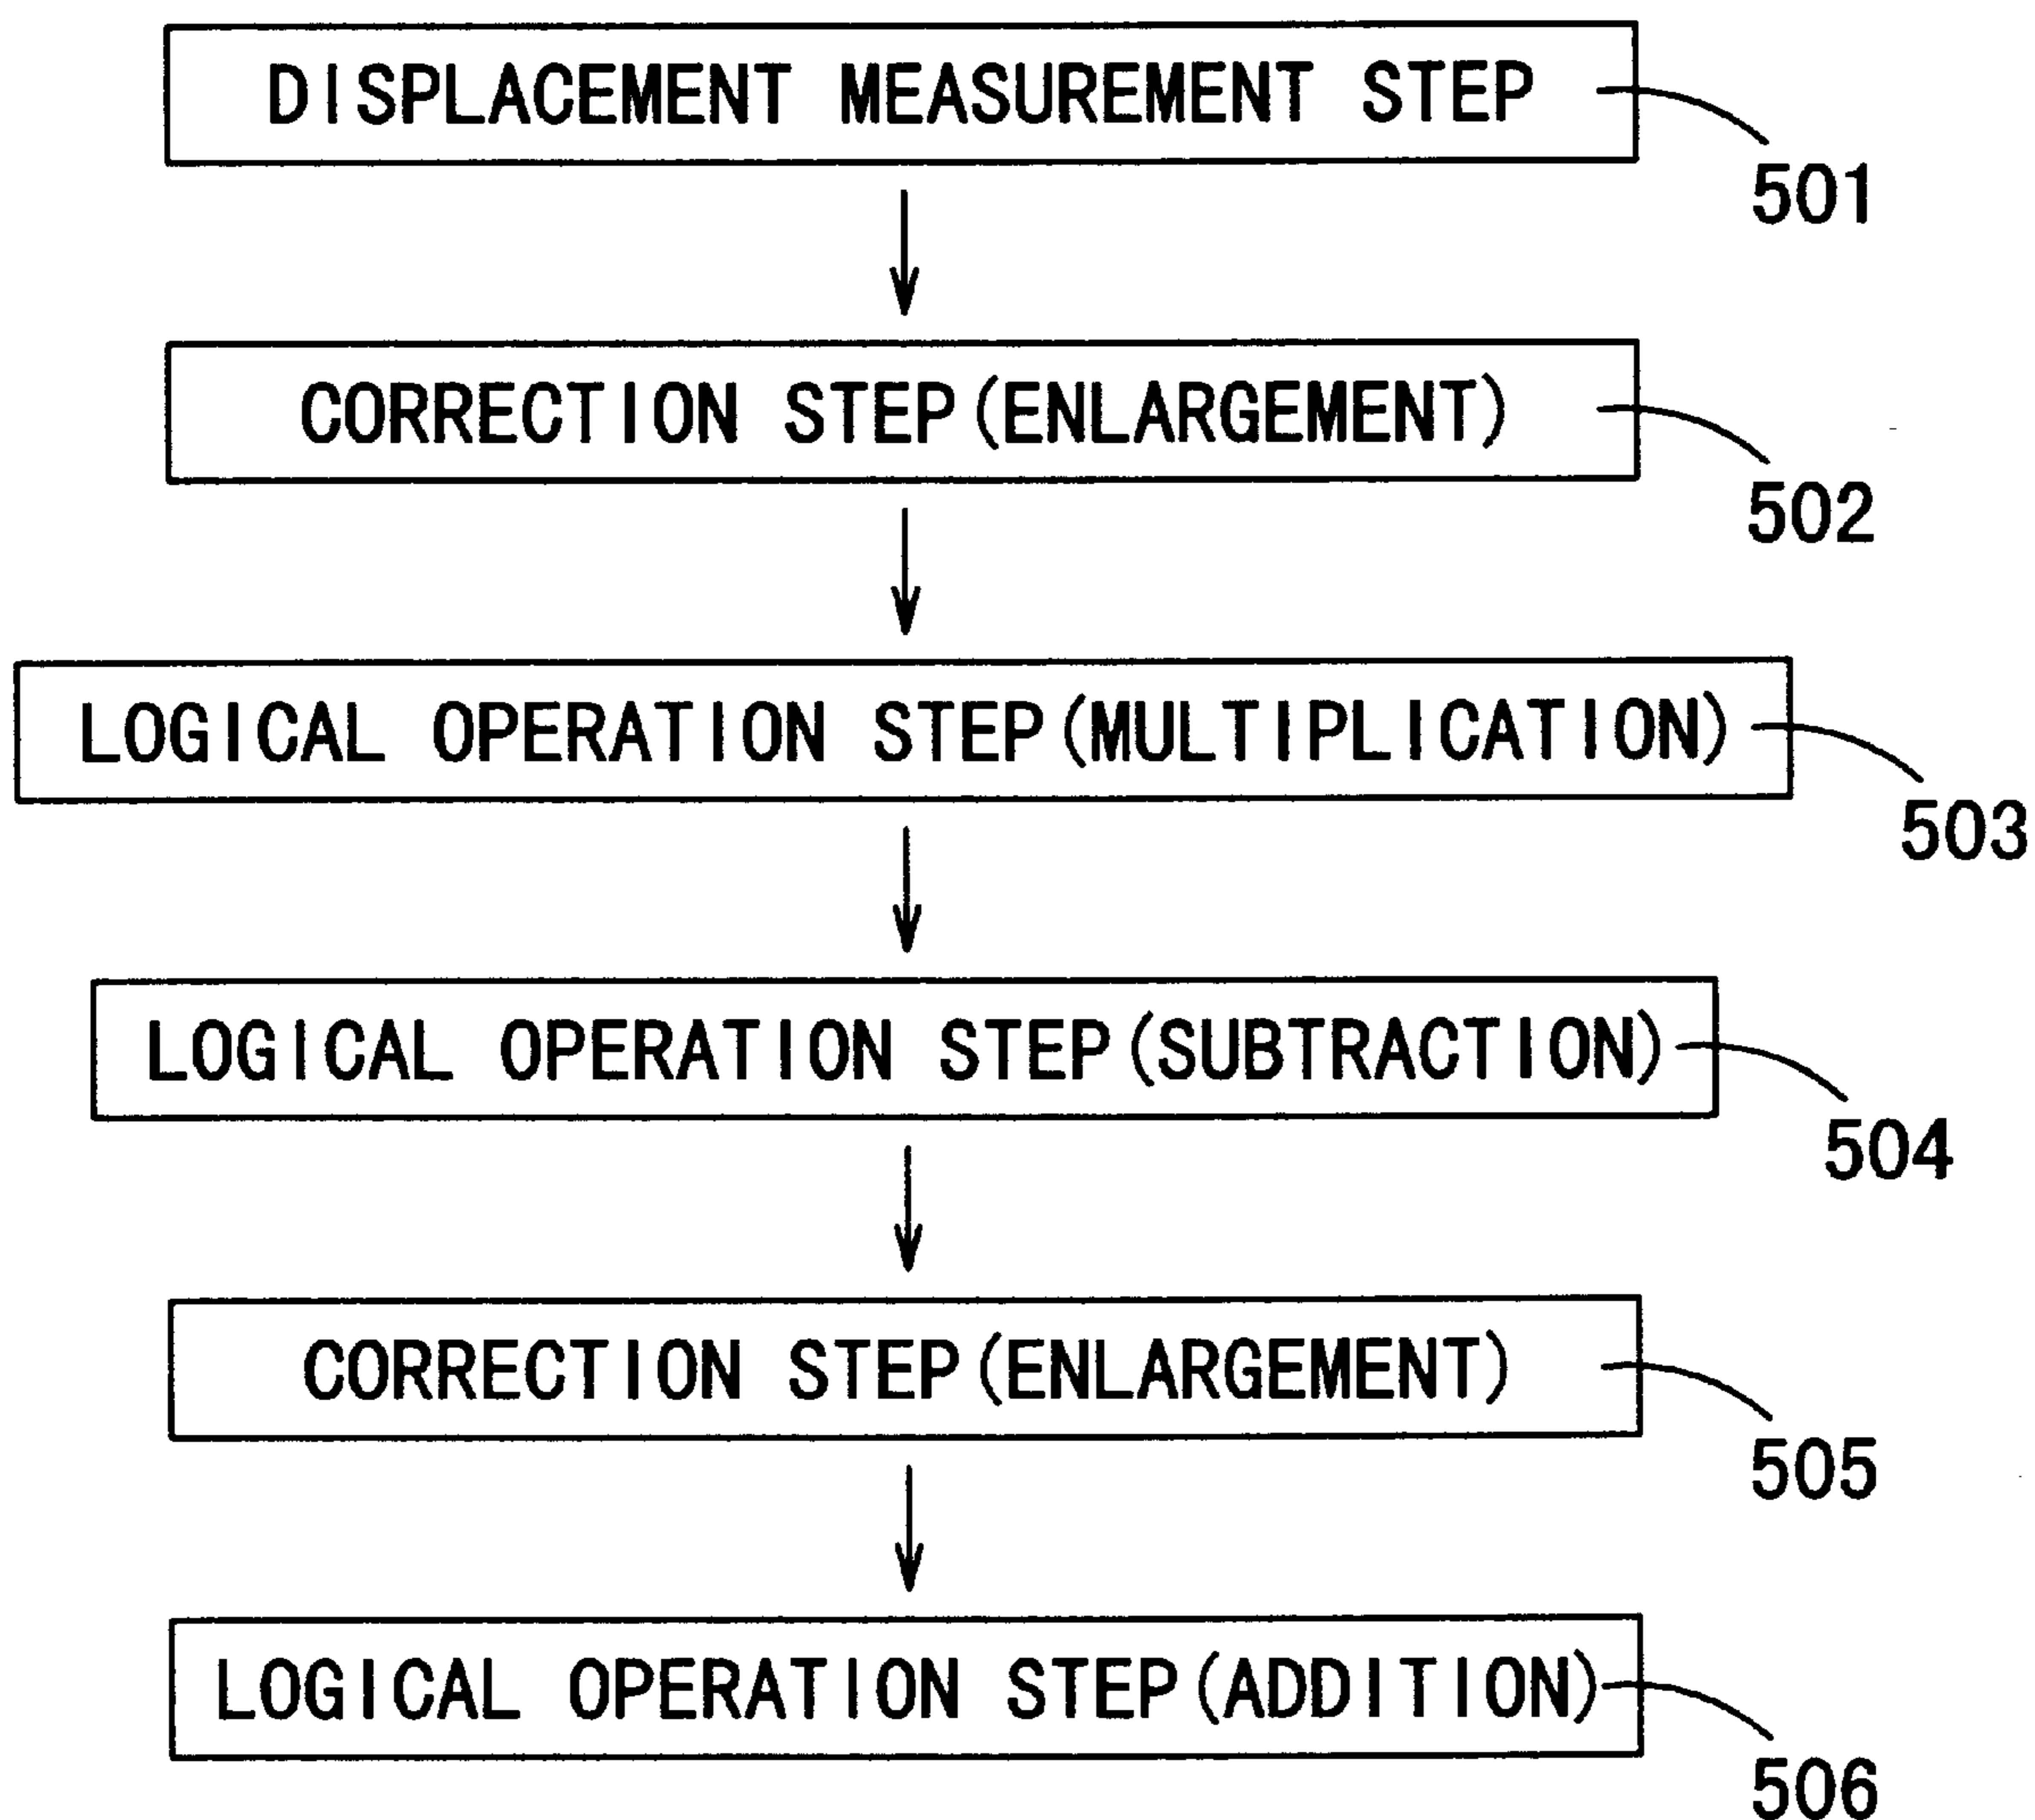 DISPLACEMENT MEASUREMENT STEP
501
CORRECTION STEP(ENLARGEMENT)
502
LOGICAL OPERATION STEP(MULTIPLICATION)
503
LOGICAL OPERATION STEP(SUBTRACTION)
504
CORRECTION STEP(ENLARGEMENT)
505
LOGICAL OPERATION STEP(ADDITION)
506